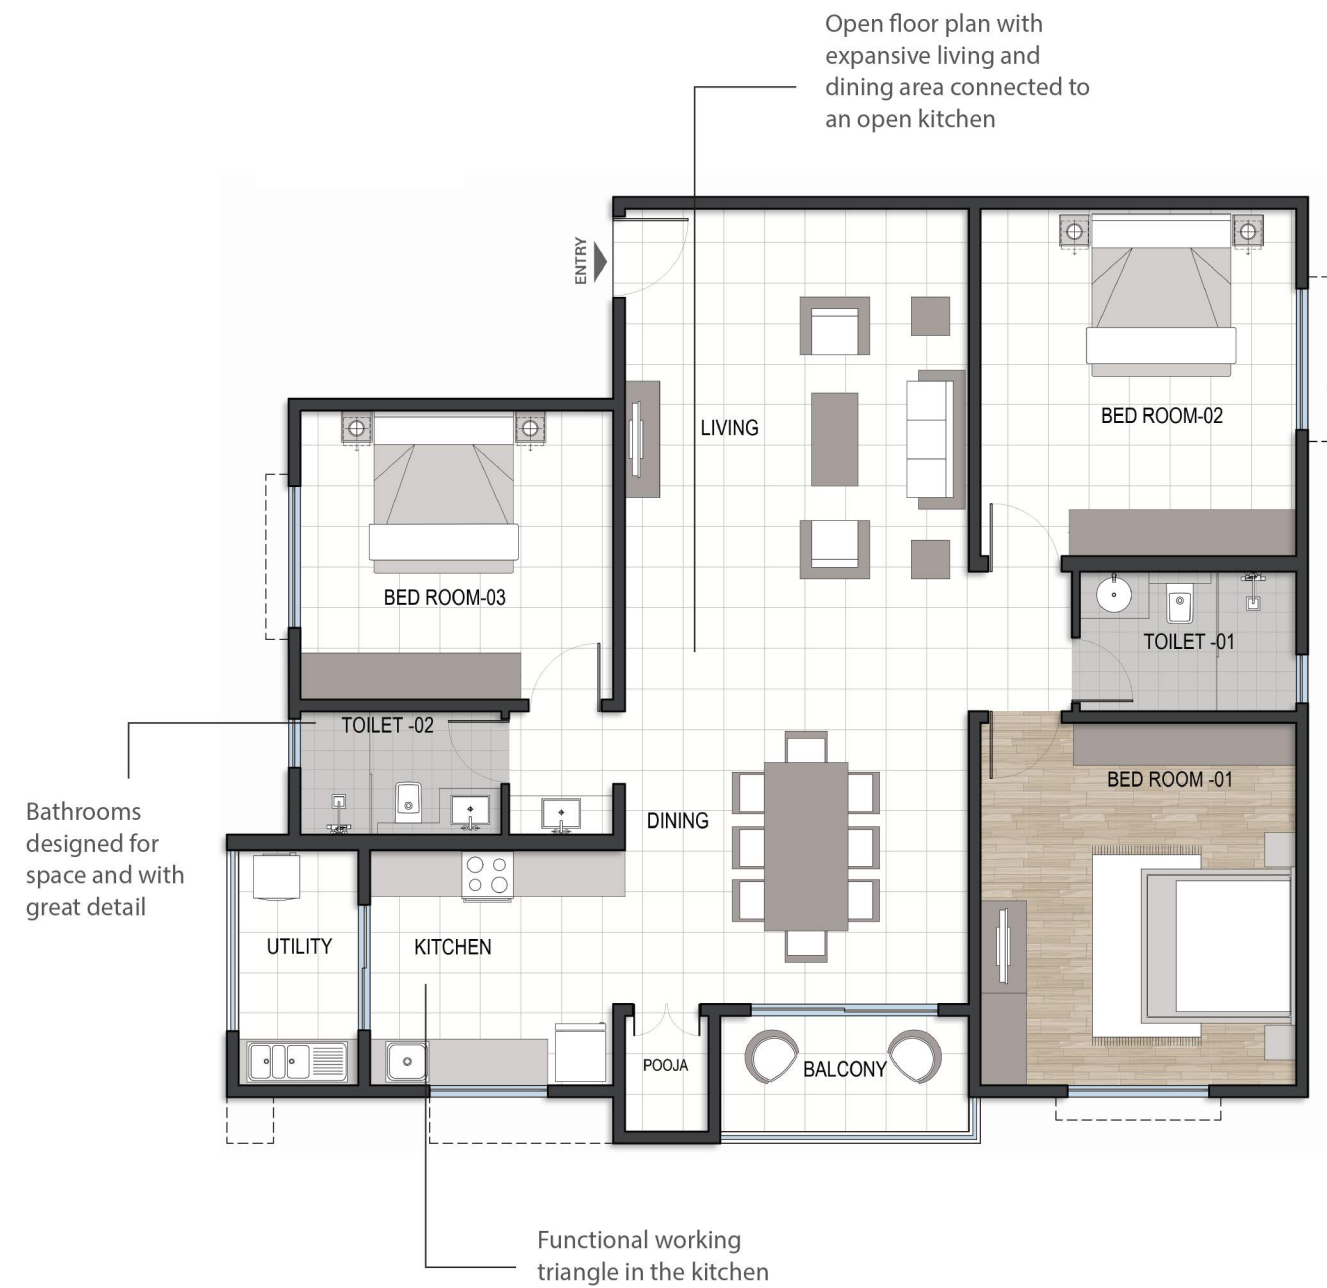 Open floor plan with
expansive living and
dining area connected to
an open kitchen
ENTRY
LIVING
BED ROOM-02
BED ROOM-03
TOILET -01
TOILET -02
BED ROOM -01
Bathrooms
designed for
space and with
great detail
DINING
UTILITY
KITCHEN
POOJA
BALCONY
Functional working
triangle in the kitchen